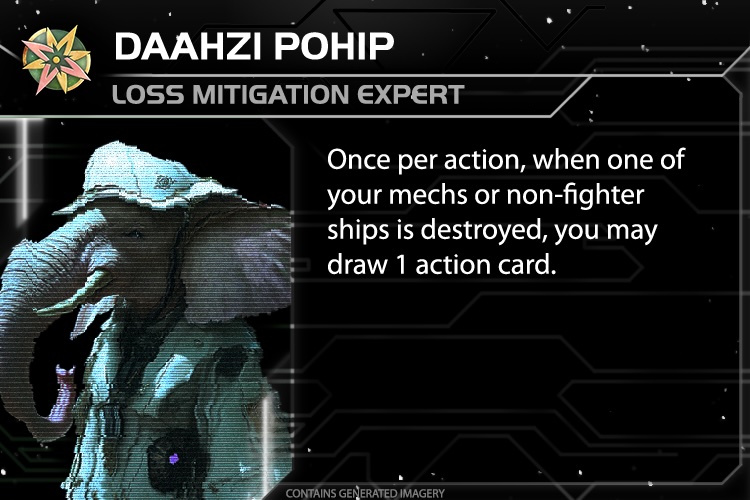 DAAHZI POHIP
LOSS MITIGATION EXPERT
Once per action, when one of
your mechs or non-fighter
ships is destroyed, you may
draw 1 action card.
CONTAINS GENERATED IMAGERY